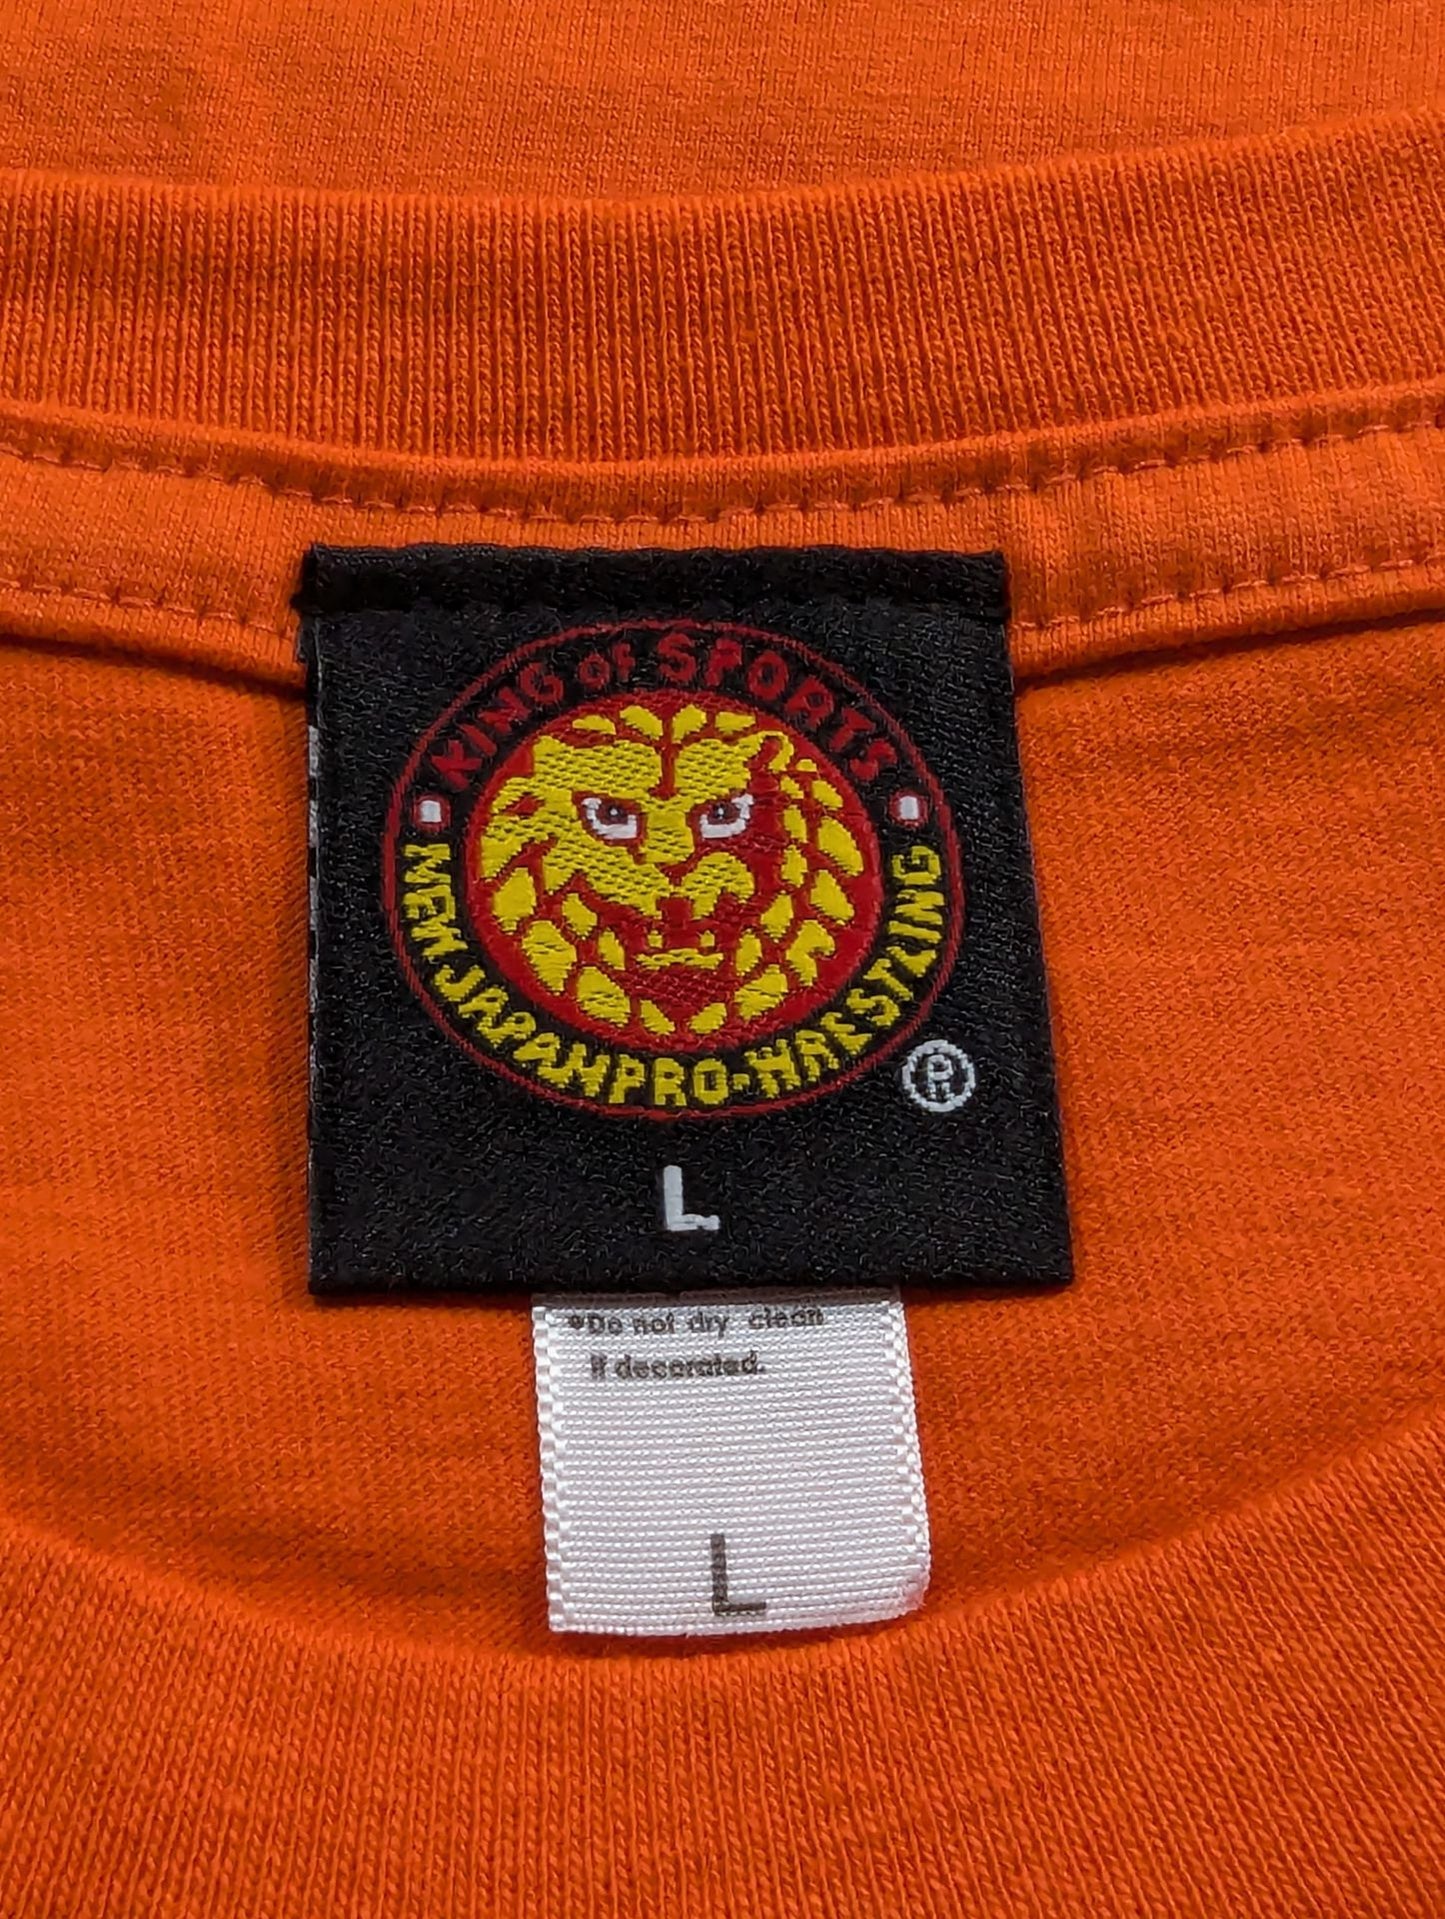 KING OF SPORTS
NEW JAPAN PRO-WRESTLING
®
L
*Do not dry clean
if decorated.
L